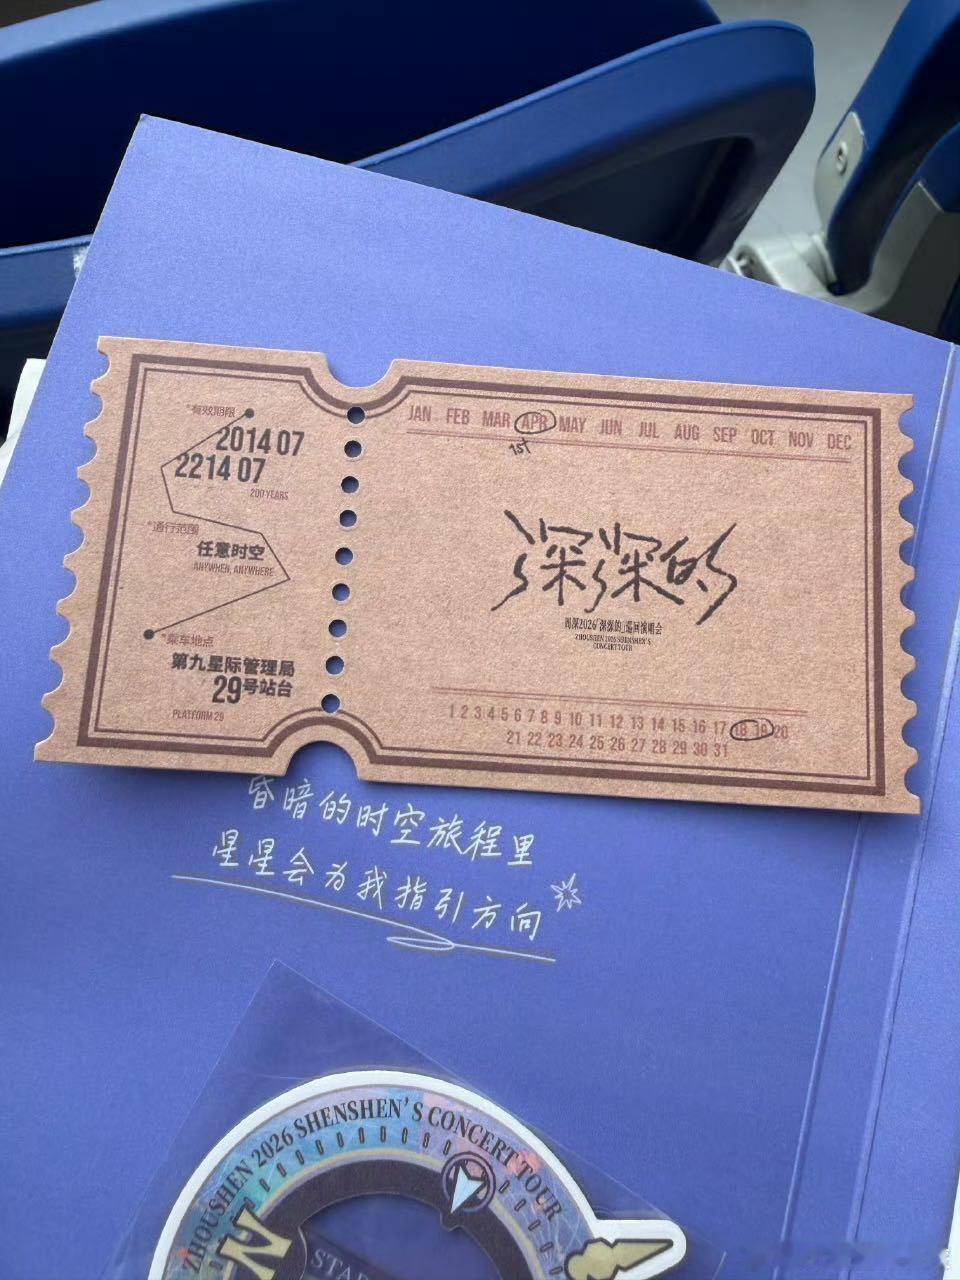 *有效期限
2014 07
2214 07
200 YEARS
*通行范围
任意时空
ANYWHEN, ANYWHERE
*乘车地点
第九星际管理局
29号站台
PLATFORM 29
JAN FEB MAR APR MAY JUN JUL AUG SEP OCT NOV DEC
1st
深深的
周深2026「深深的」巡回演唱会
ZHOUSHEN 2026 SHENSHEN'S
CONCERT TOUR
1 2 3 4 5 6 7 8 9 10 11 12 13 14 15 16 17 18 19 20
21 22 23 24 25 26 27 28 29 30 31
昏暗的时空旅程里
星星会为我指引方向
ZHOUSHEN 2026 SHENSHEN'S CONCERT TOUR
N